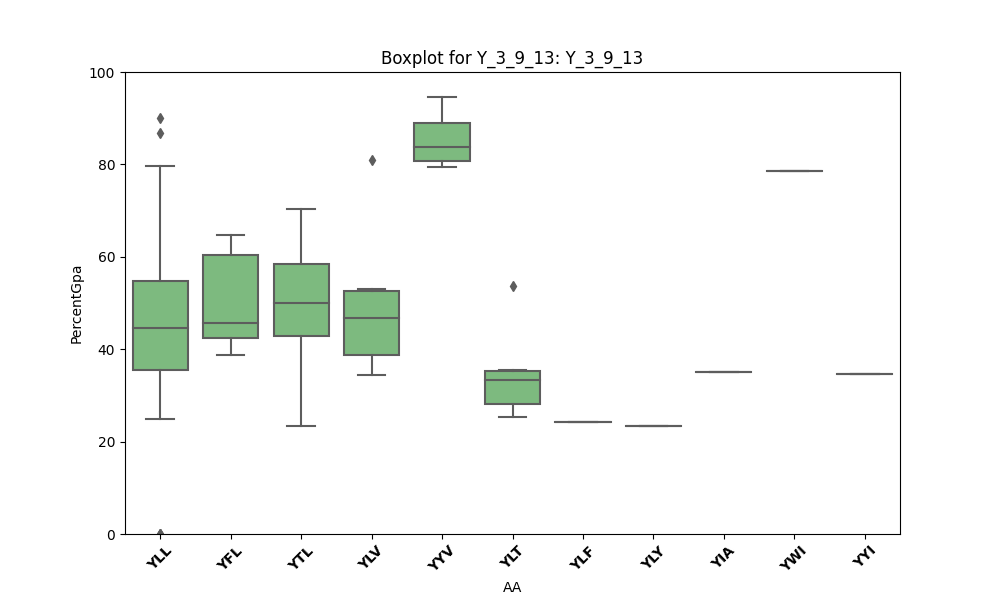 Boxplot for Y_3_9_13: Y_3_9_13
PercentGpa
100
80
60
40
20
0
YLL YFL YTL YLV YYV YLT YLF YLY YIA YWI YYI
AA